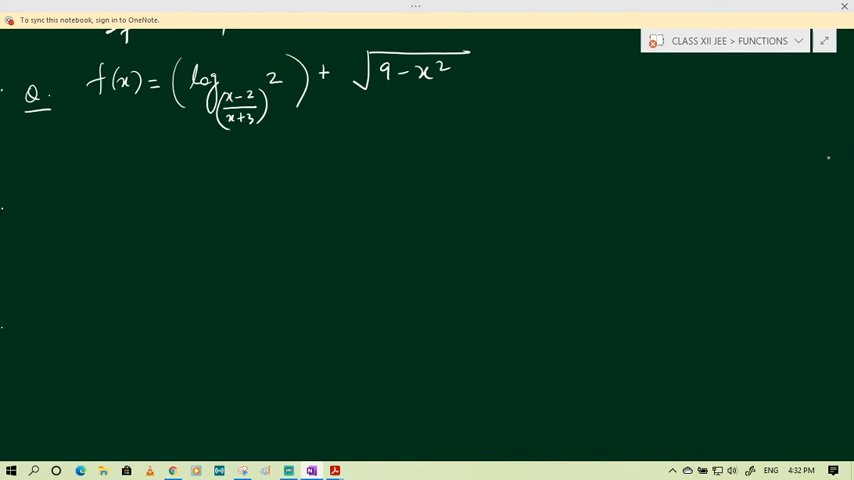 ...
To sync this notebook, sign in to OneNote.
CLASS XII JEE > FUNCTIONS
Q. f(x) = (log_((x-2)/(x+3)) 2) + √(9 - x²)
ENG 4:32 PM